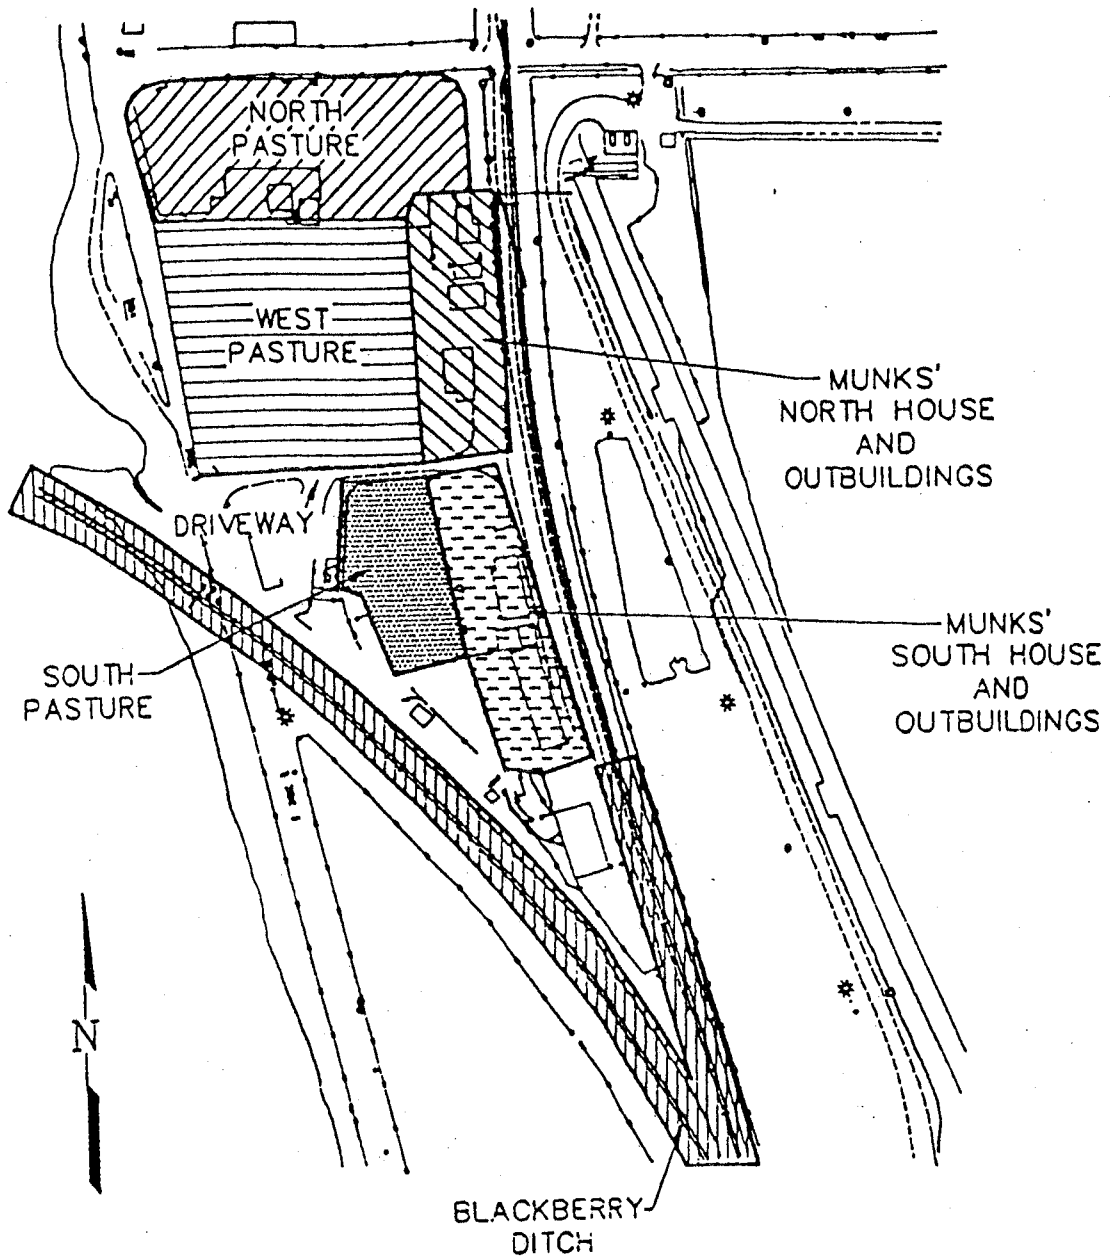 NORTH
PASTURE
WEST
PASTURE
MUNKS'
NORTH HOUSE
AND
OUTBUILDINGS
DRIVEWAY
MUNKS'
SOUTH HOUSE
AND
OUTBUILDINGS
SOUTH
PASTURE
N
BLACKBERRY
DITCH